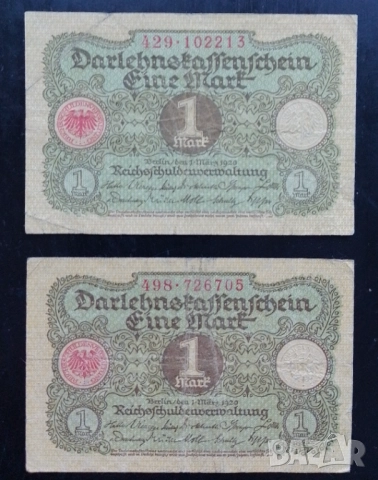 429·102213
Darlehnskassenschein
Eine Mark
1
Mark
Berlin, den 1. März 1920
Reichsschuldenverwaltung
1 1
498·726705
Darlehnskassenschein
Eine Mark
1
Mark
Berlin, den 1. März 1920
Reichsschuldenverwaltung
1 1
BAZAR